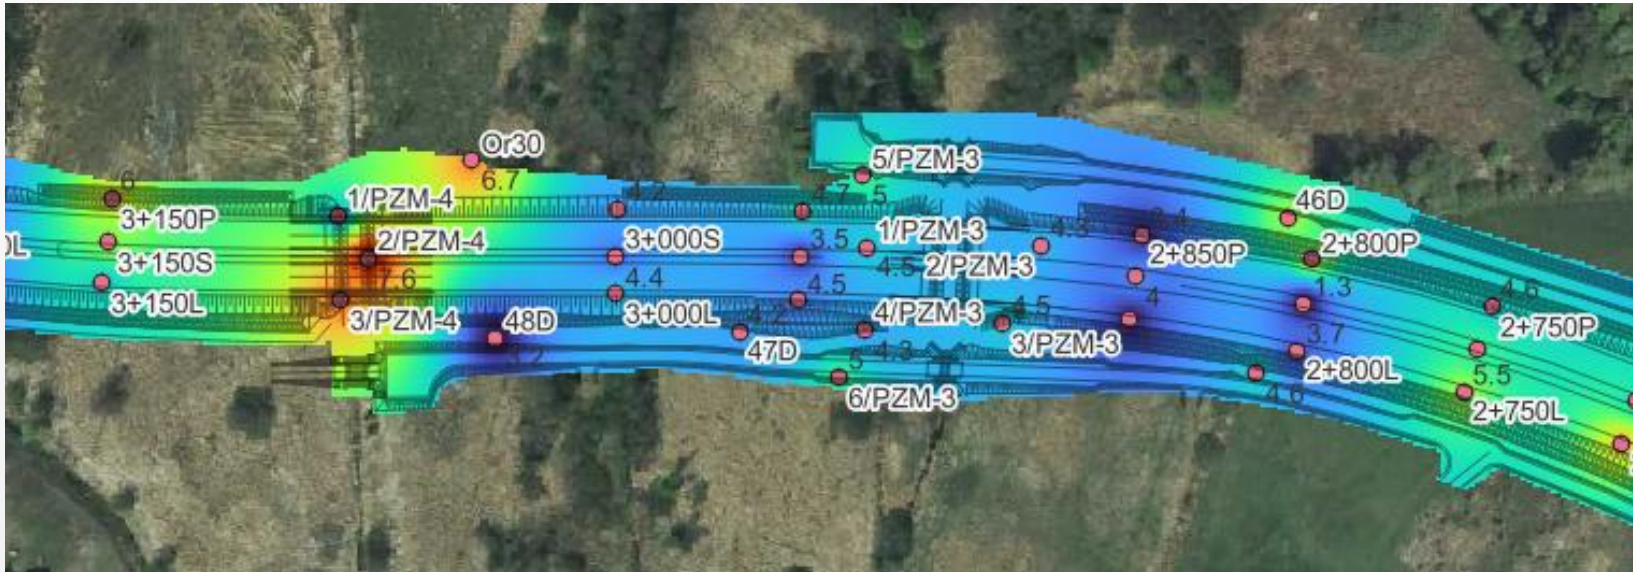 Or30
6.7
6
3+150P
1/PZM-4
4.2
4.7
5/PZM-3
5
46D
3+150S
2/PZM-4
3+000S
3.5
1/PZM-3
4.3
2+850P
2+800P
0L
7.6
4.4
4.5
4.5
2/PZM-3
1.3
4.6
2+750P
3+150L
3/PZM-4
48D
3+000L
4.2
47D
4/PZM-3
4.5
4
3/PZM-3
3.7
3.2
4.3
5
2+800L
5.5
6/PZM-3
4.6
2+750L